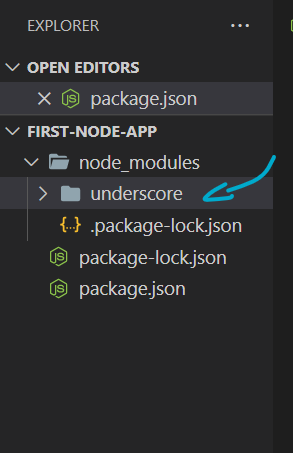 EXPLORER
OPEN EDITORS
package.json
FIRST-NODE-APP
node_modules
underscore
.package-lock.json
package-lock.json
package.json